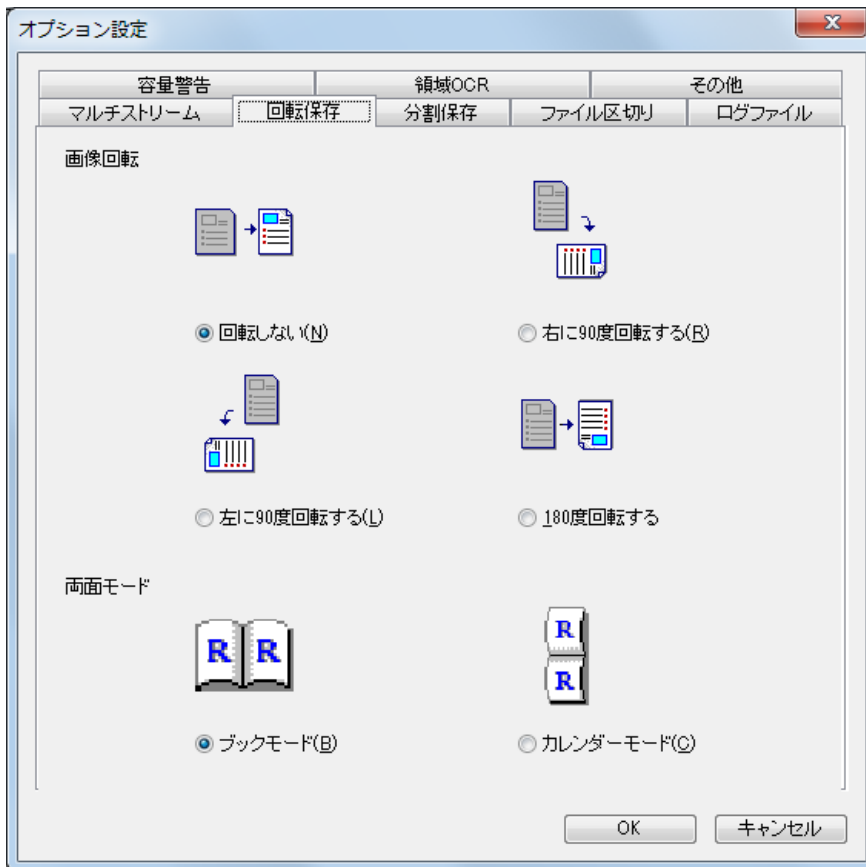 オプション設定
容量警告 領域OCR その他
マルチストリーム 回転保存 分割保存 ファイル区切り ログファイル
画像回転
回転しない(N) 右に90度回転する(R)
左に90度回転する(L) 180度回転する
両面モード
R R R
R
ブックモード(B) カレンダーモード(C)
OK キャンセル